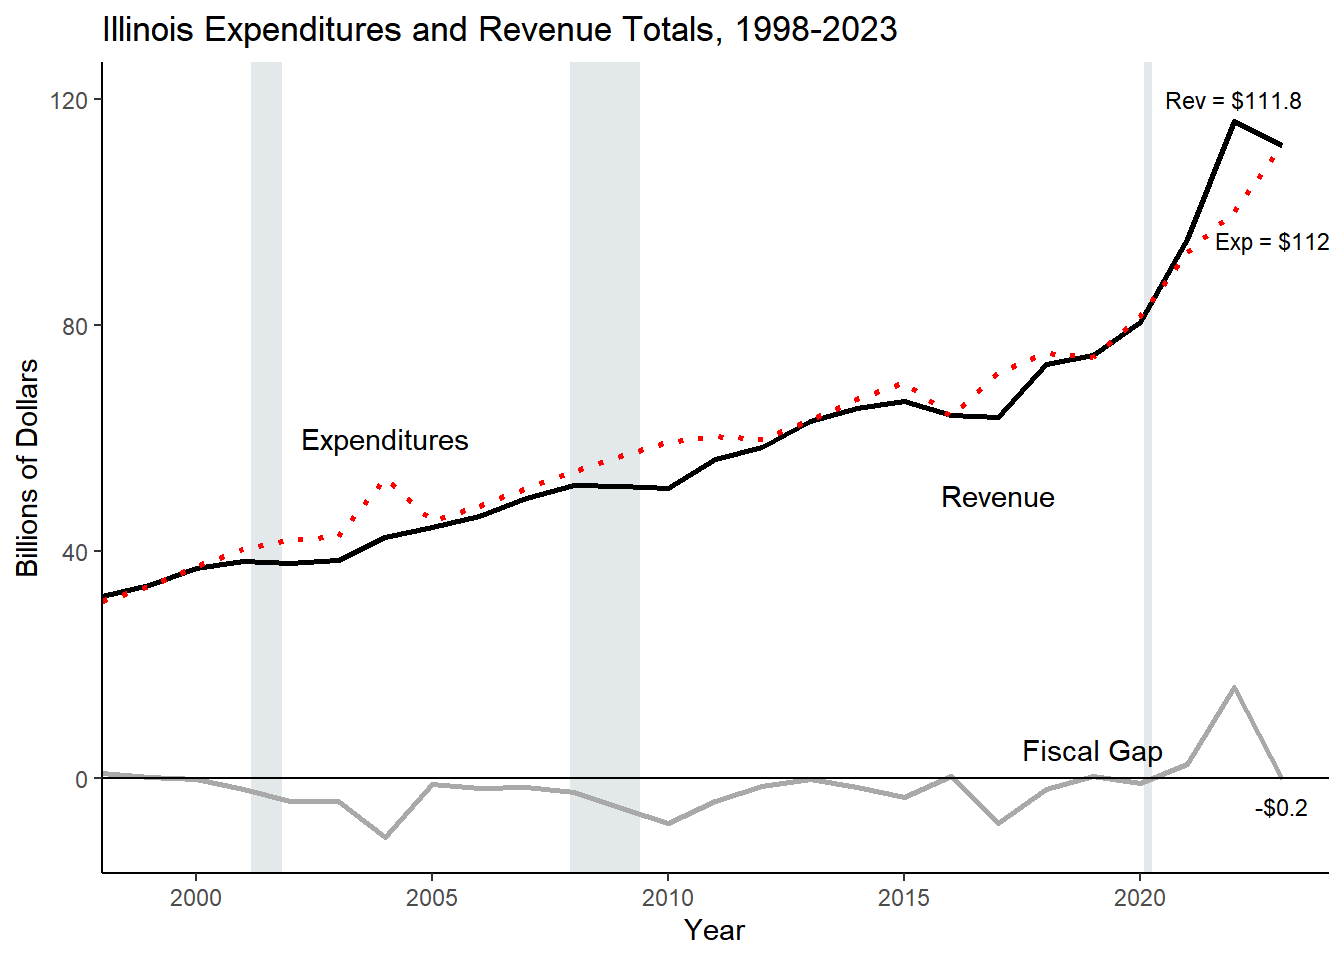 Illinois Expenditures and Revenue Totals, 1998-2023
120
Rev = $111.8
Exp = $112
80
Billions of Dollars
Expenditures
Revenue
40
Fiscal Gap
0
-$0.2
2000
2005
2010
2015
2020
Year